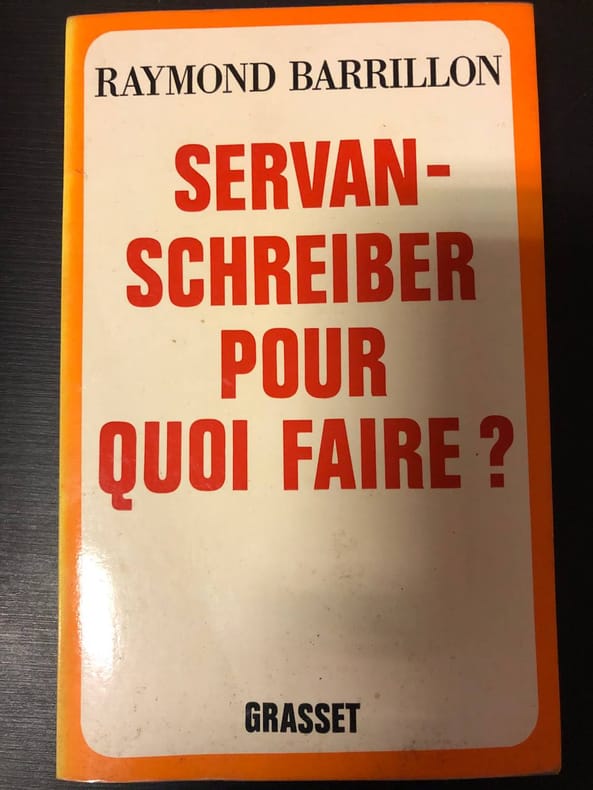 RAYMOND BARRILLON
SERVAN-
SCHREIBER
POUR
QUOI FAIRE ?
GRASSET